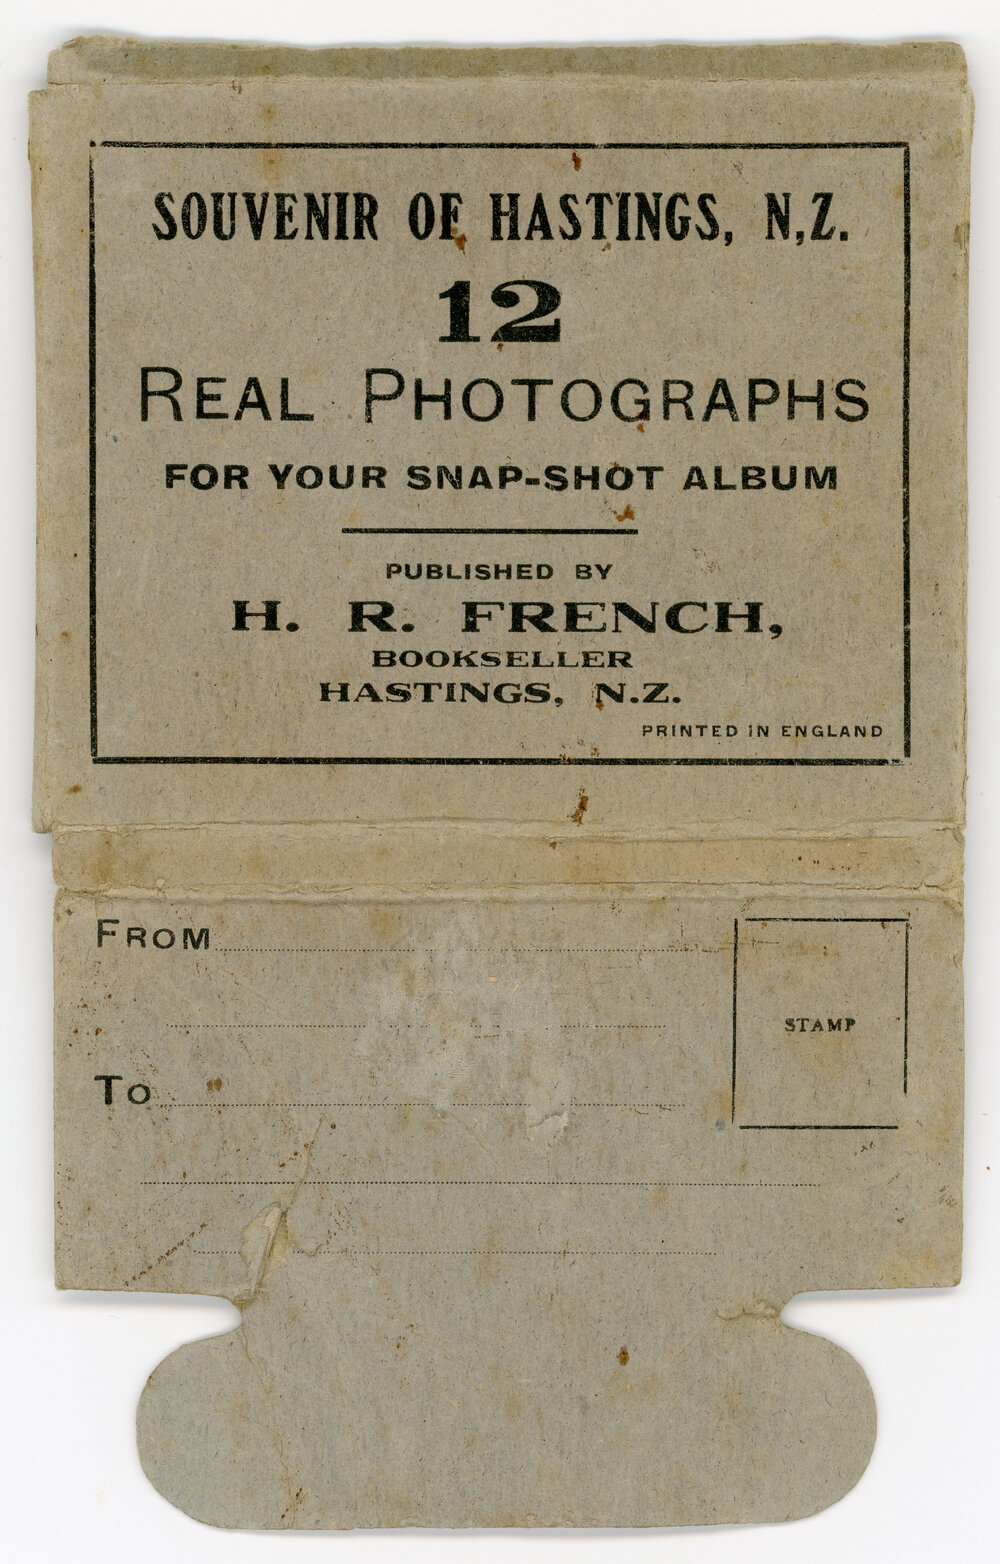 SOUVENIR OF HASTINGS, N,Z.
12
REAL PHOTOGRAPHS
FOR YOUR SNAP-SHOT ALBUM
PUBLISHED BY
H. R. FRENCH,
BOOKSELLER
HASTINGS, N.Z.
PRINTED IN ENGLAND
FROM
STAMP
TO